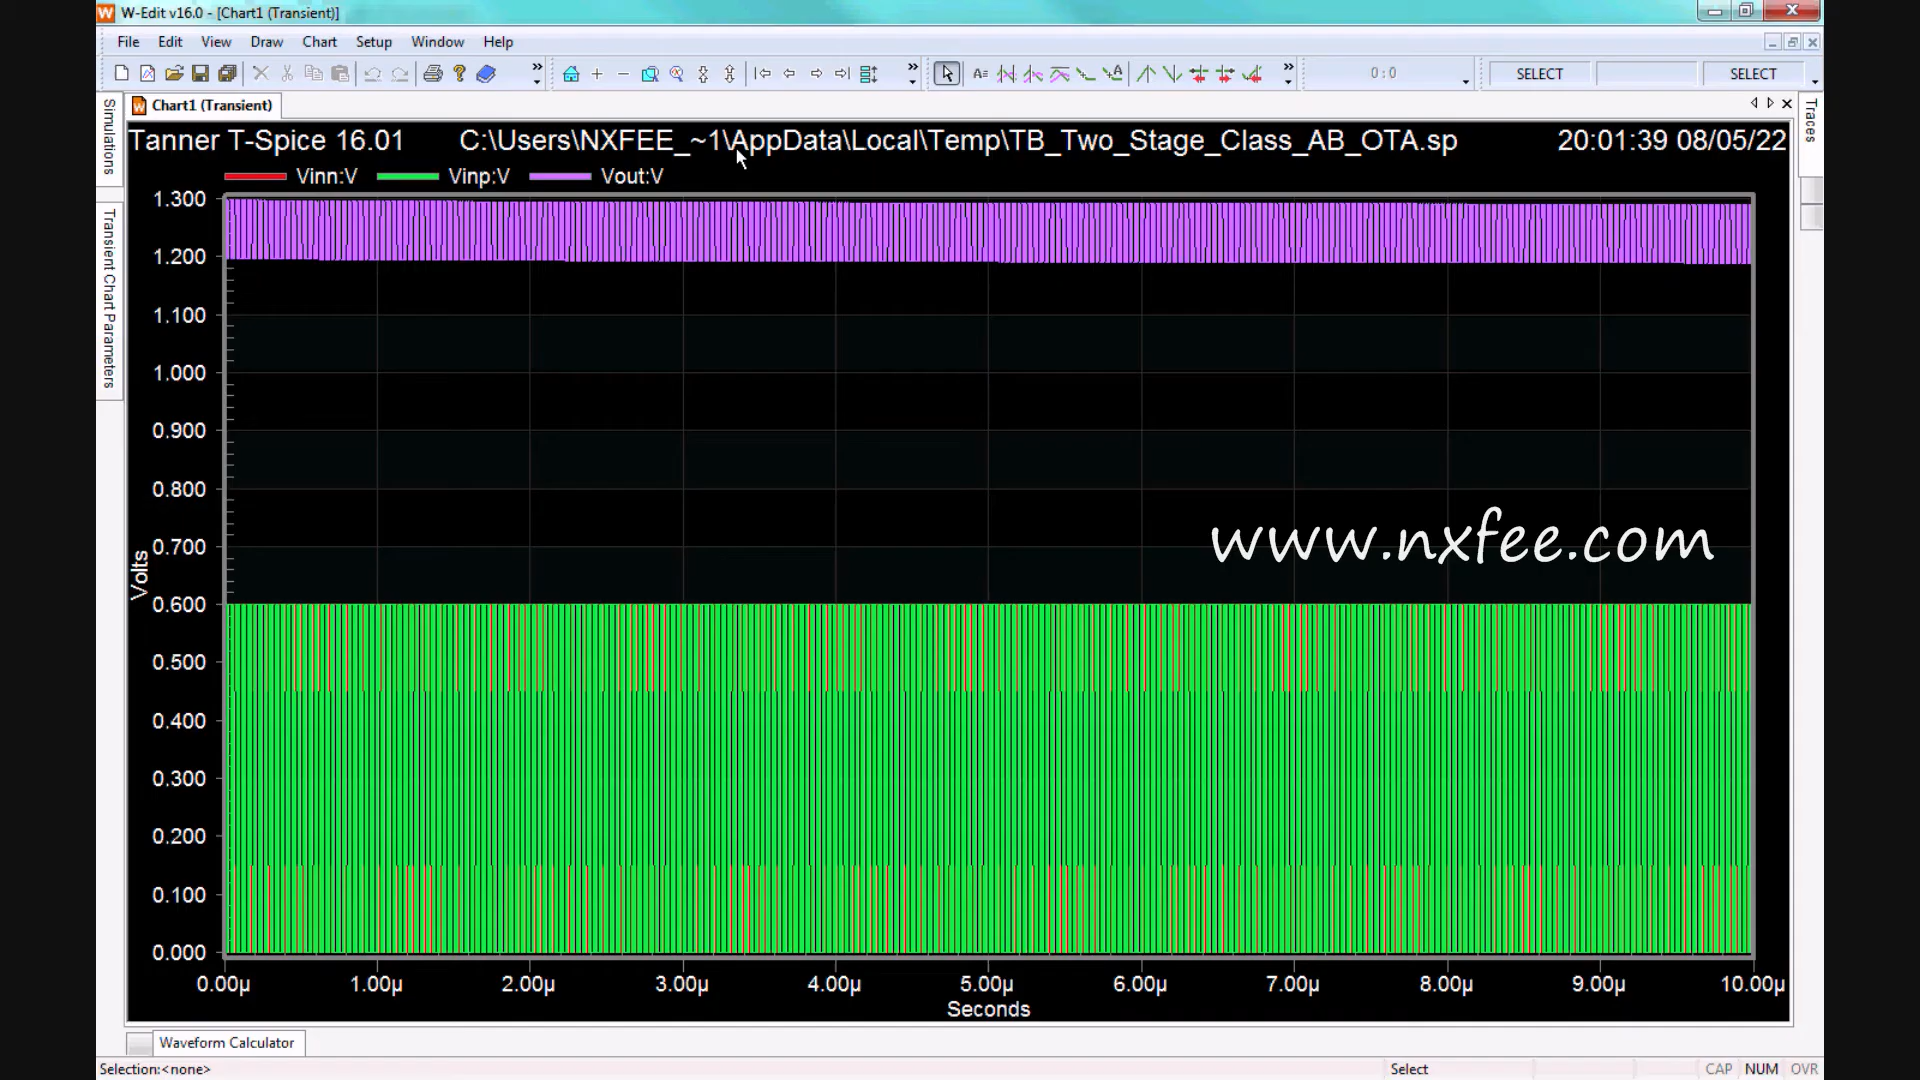 W-Edit v16.0 - [Chart1 (Transient)]
File Edit View Draw Chart Setup Window Help
0 : 0 SELECT SELECT
Chart1 (Transient)
Simulations
Transient Chart Parameters
Traces
Tanner T-Spice 16.01 C:\Users\NXFEE_~1\AppData\Local\Temp\TB_Two_Stage_Class_AB_OTA.sp 20:01:39 08/05/22
Vinn:V Vinp:V Vout:V
1.300
1.200
1.100
1.000
0.900
0.800
0.700
0.600
0.500
0.400
0.300
0.200
0.100
0.000
Volts
www.nxfee.com
0.00µ 1.00µ 2.00µ 3.00µ 4.00µ 5.00µ 6.00µ 7.00µ 8.00µ 9.00µ 10.00µ
Seconds
Waveform Calculator
Selection:<none> Select CAP NUM OVR